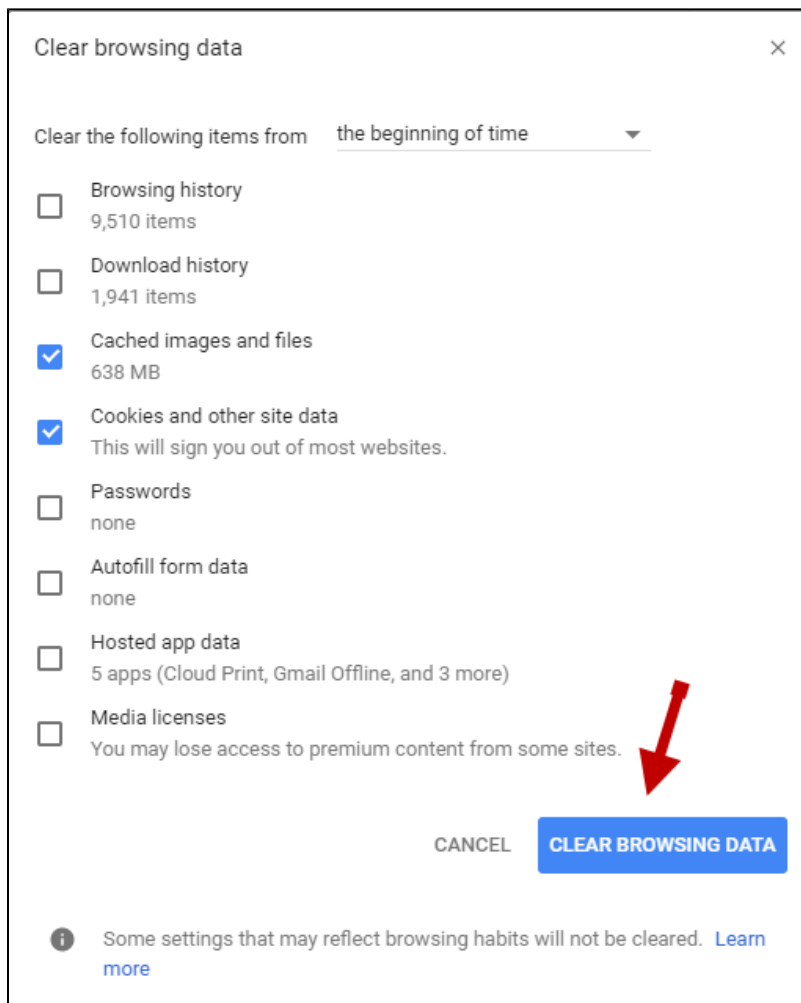 Clear browsing data
Clear the following items from the beginning of time
Browsing history
9,510 items
Download history
1,941 items
Cached images and files
638 MB
Cookies and other site data
This will sign you out of most websites.
Passwords
none
Autofill form data
none
Hosted app data
5 apps (Cloud Print, Gmail Offline, and 3 more)
Media licenses
You may lose access to premium content from some sites.
CANCEL CLEAR BROWSING DATA
Some settings that may reflect browsing habits will not be cleared. Learn
more